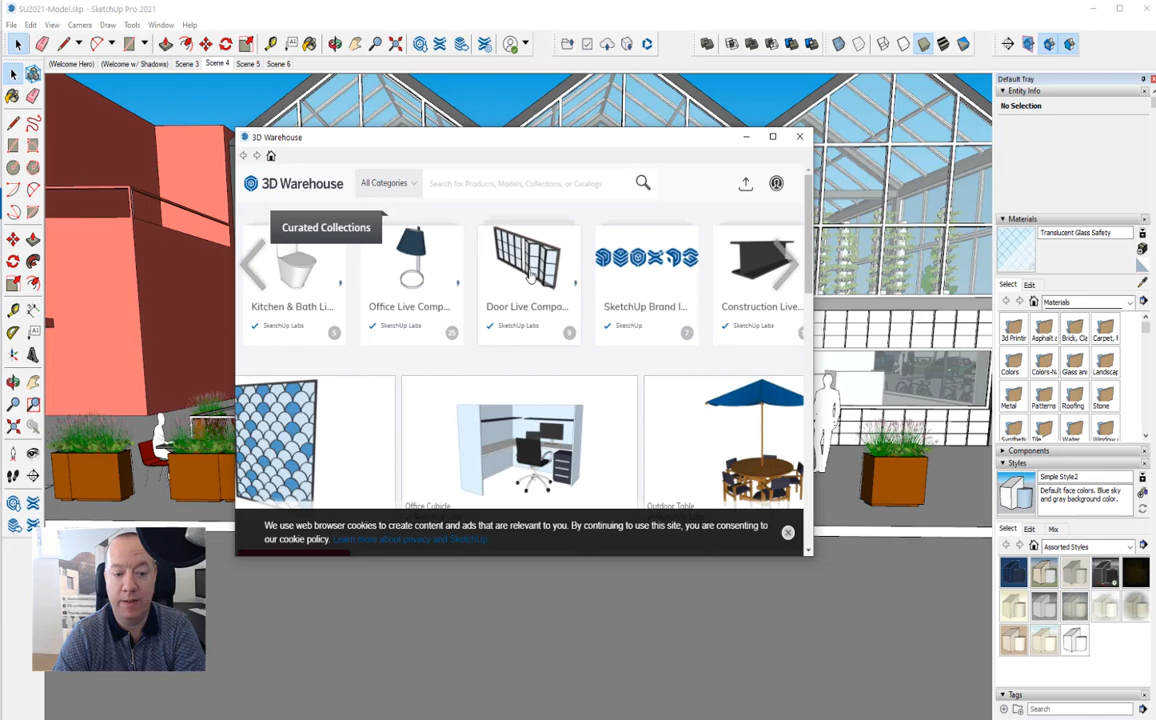 SU2021-Model.skp - SketchUp Pro 2021
File Edit View Camera Draw Tools Window Help
(Welcome Hero) (Welcome w/ Shadows) Scene 3 Scene 4 Scene 5 Scene 6
Default Tray
Entity Info
No Selection
3D Warehouse
3D Warehouse
All Categories
Search for Products, Models, Collections, or Catalogs
Curated Collections
Kitchen & Bath Li...
SketchUp Labs
5
Office Live Comp...
SketchUp Labs
25
Door Live Compo...
SketchUp Labs
9
SketchUp Brand I...
SketchUp
7
Construction Live...
SketchUp Labs
Office Cubicle
Outdoor Table
We use web browser cookies to create content and ads that are relevant to you. By continuing to use this site, you are consenting to
our cookie policy. Learn more about privacy and SketchUp.
Materials
Translucent Glass Safety
Select Edit
Materials
3d Printin
Asphalt a
Brick, Cla
Carpet, F
Colors
Colors-N
Glass and
Landscap
Metal
Patterns
Roofing
Stone
Synthetic
Tile
Water
Window
Components
Styles
Simple Style2
Default face colors. Blue sky
and gray background color.
Select Edit Mix
Assorted Styles
Tags
Search